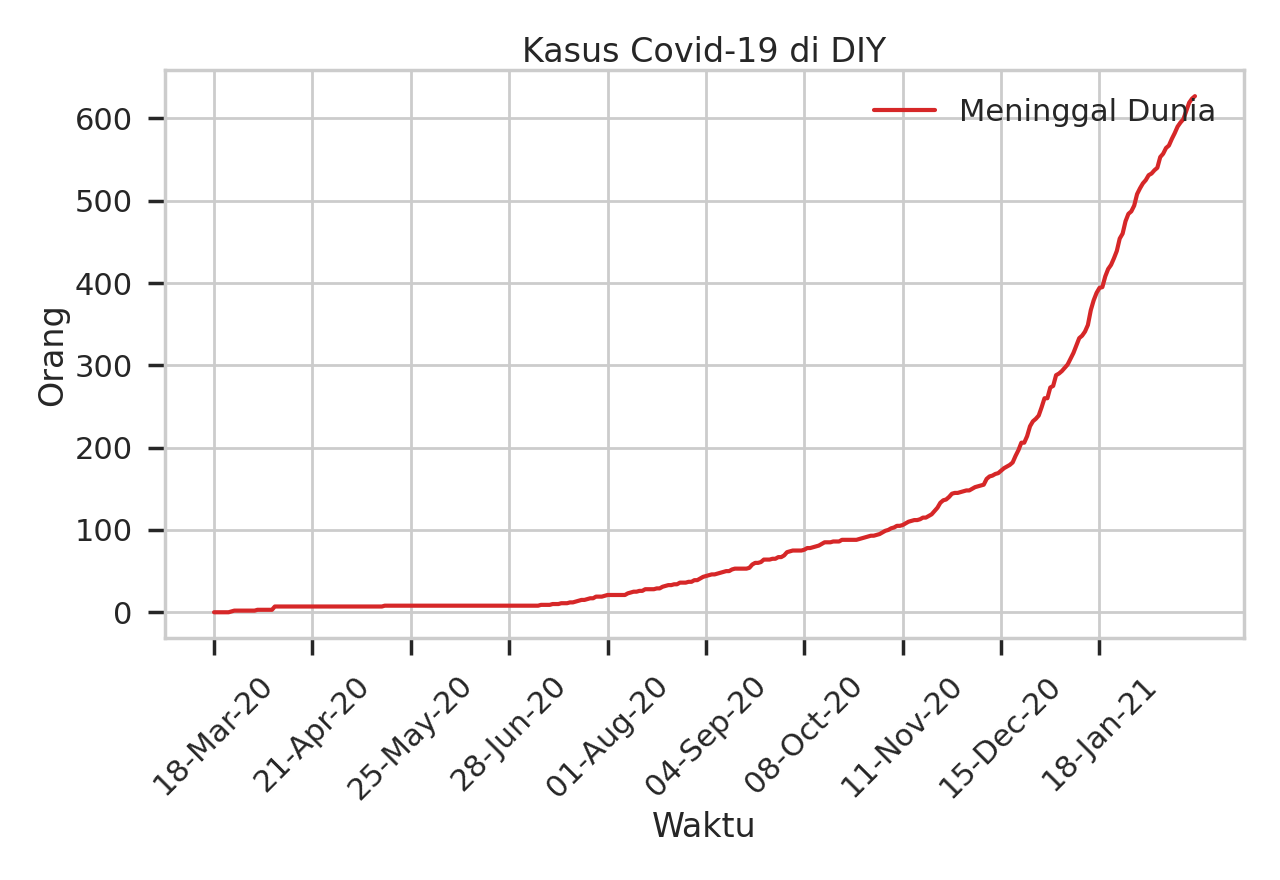 Kasus Covid-19 di DIY
Meninggal Dunia
600
500
400
300
200
100
0
Orang
18-Mar-20
21-Apr-20
25-May-20
28-Jun-20
01-Aug-20
04-Sep-20
08-Oct-20
11-Nov-20
15-Dec-20
18-Jan-21
Waktu